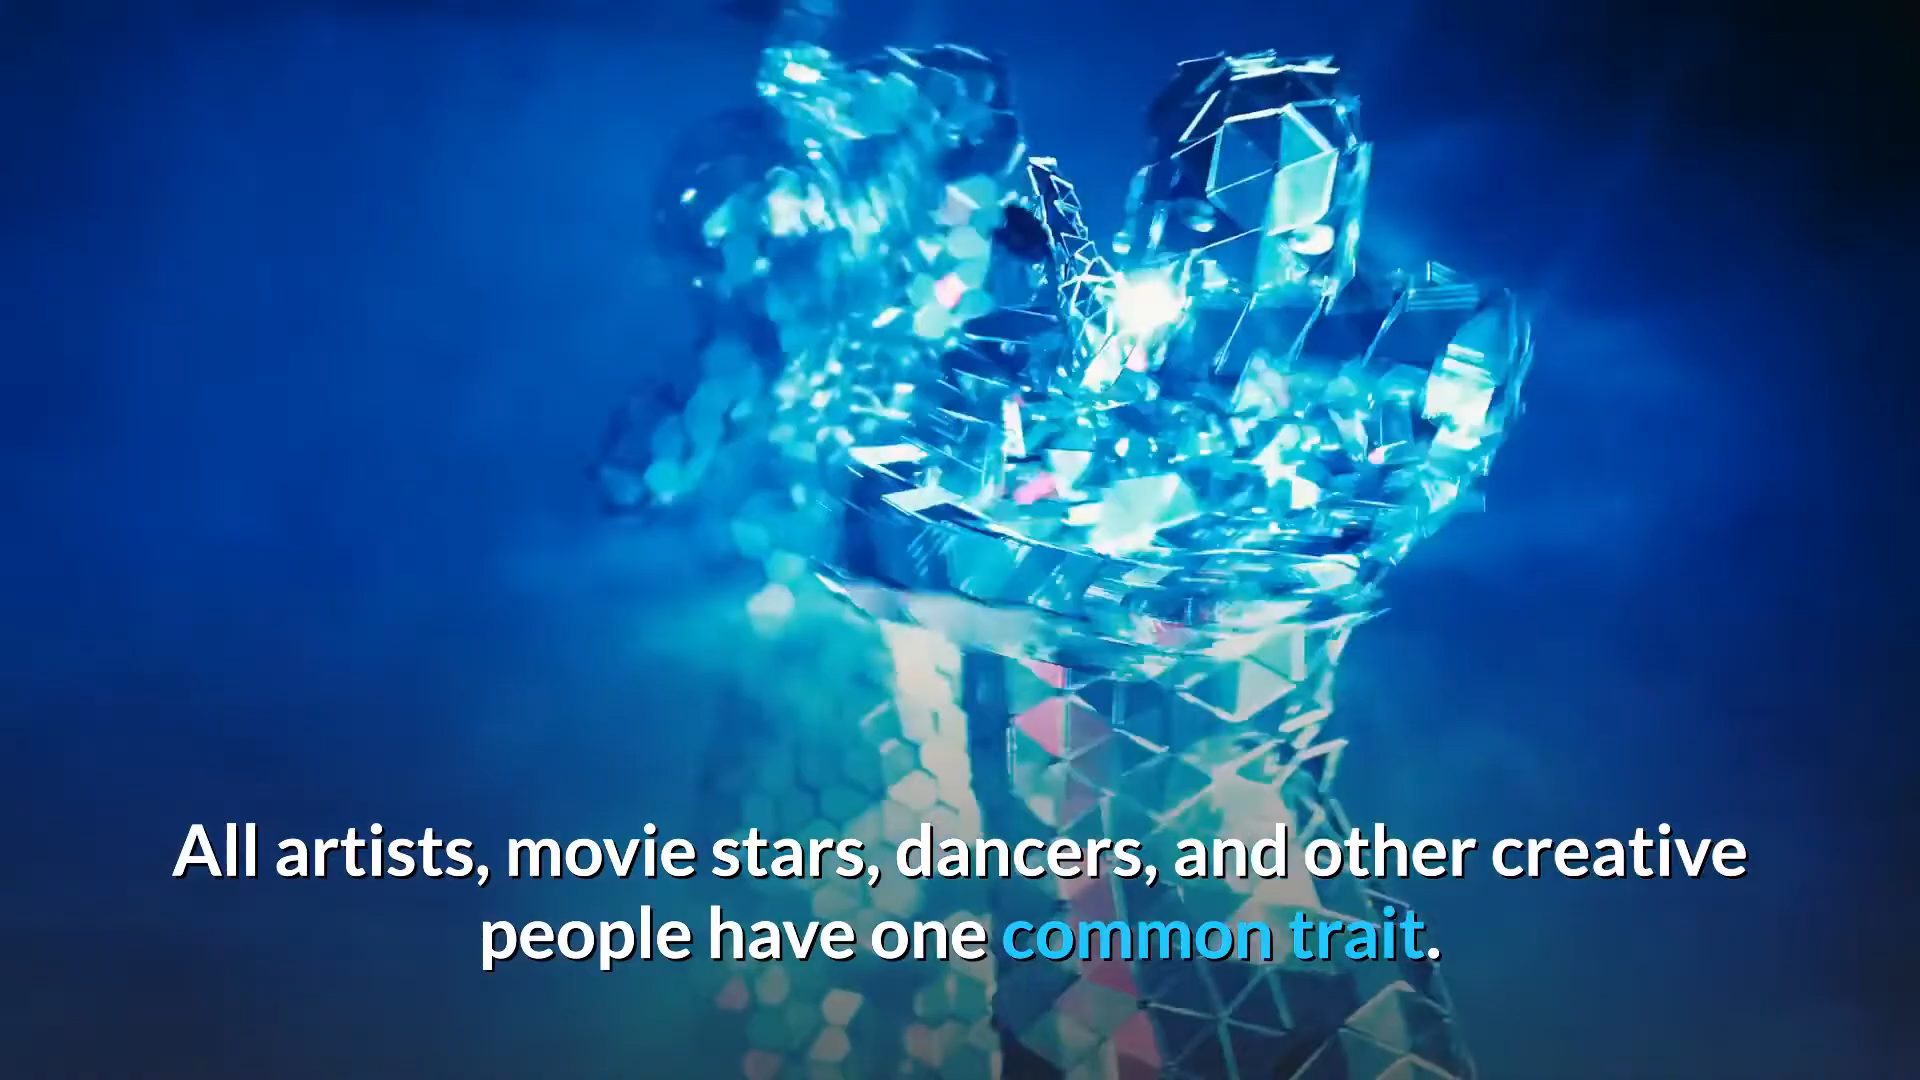 All artists, movie stars, dancers, and other creative
people have one common trait.